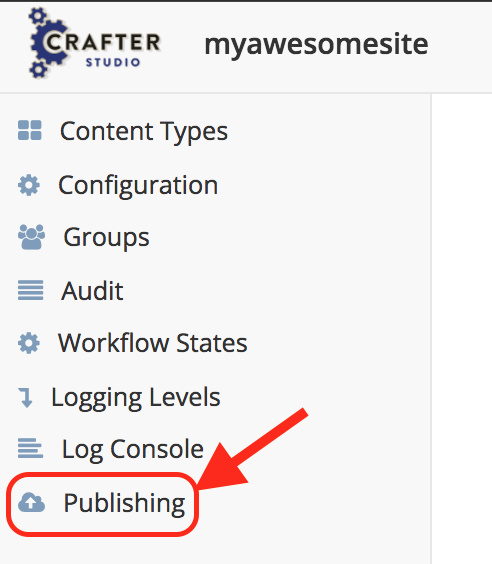 CRAFTER
STUDIO
myawesomesite
Content Types
Configuration
Groups
Audit
Workflow States
Logging Levels
Log Console
Publishing